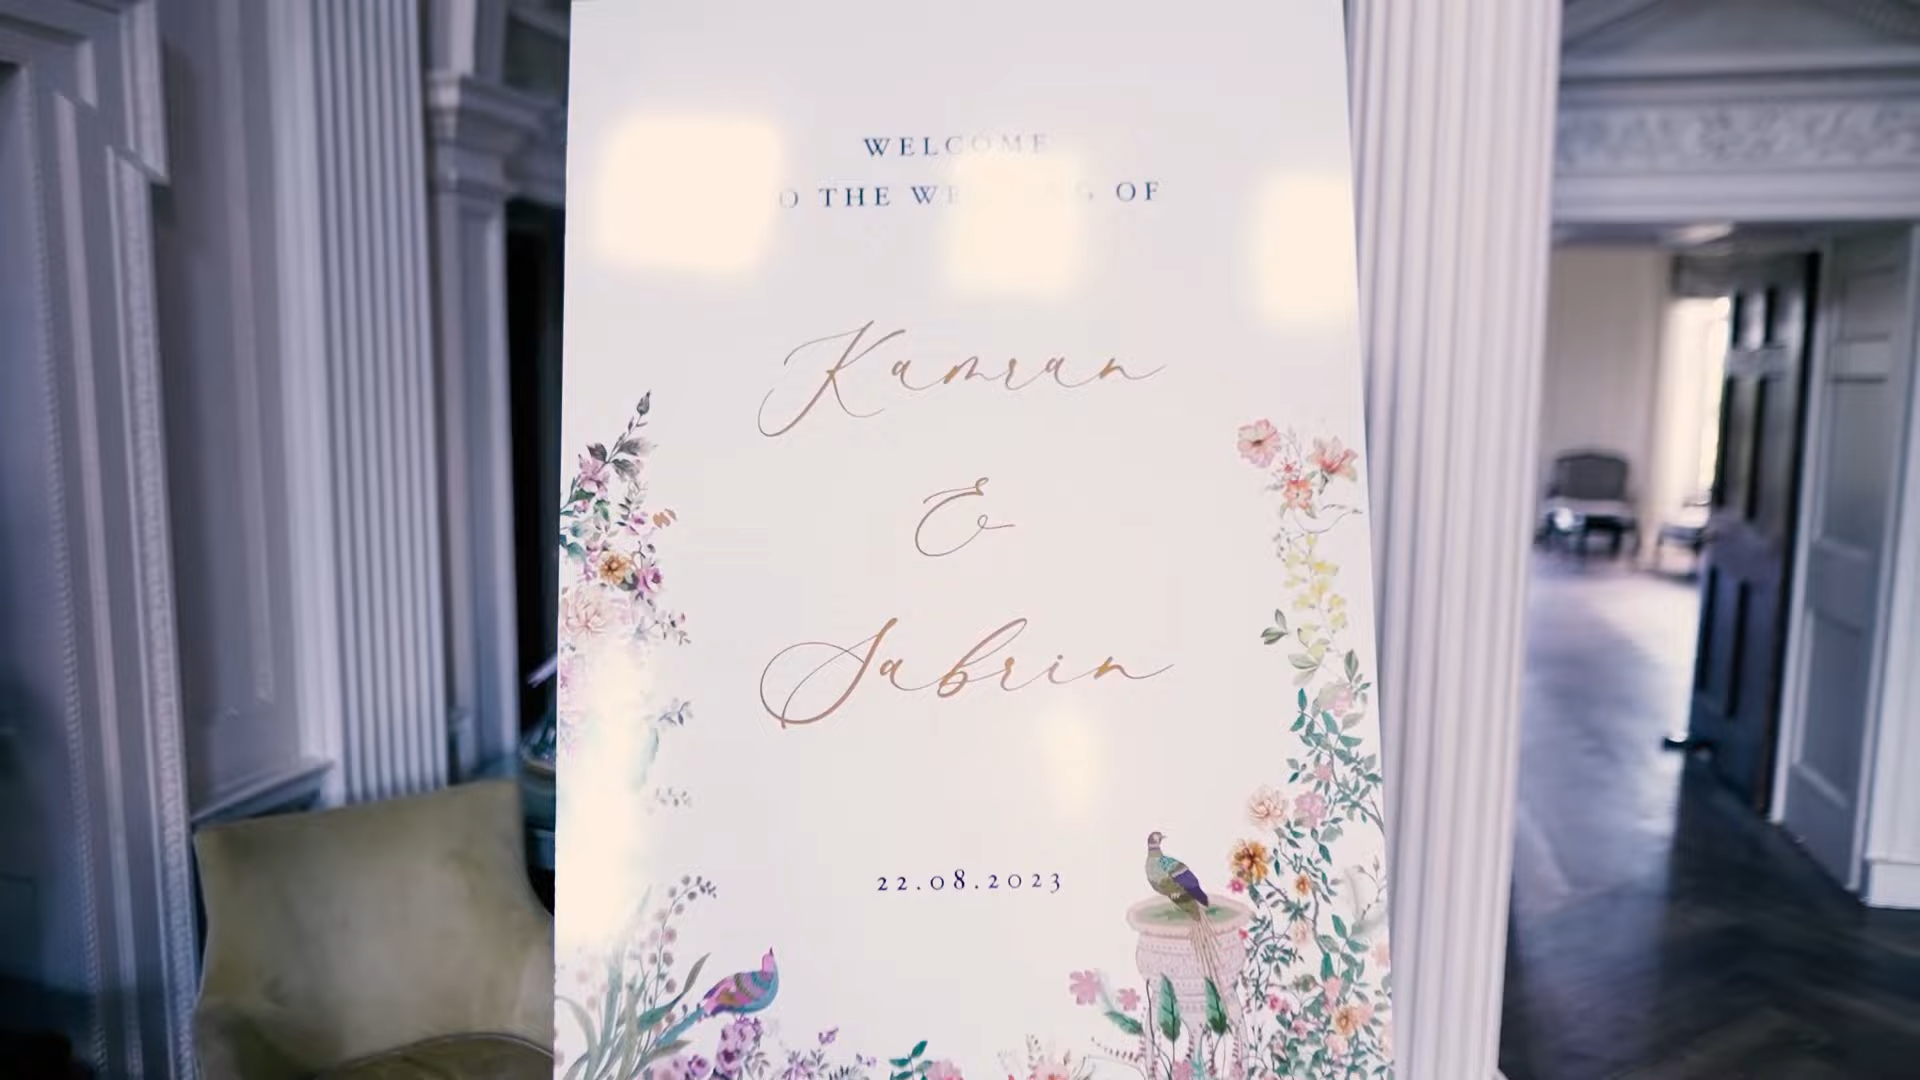 WELCOME
THE OF
Kamran
&
Sabrin
22.08.2023